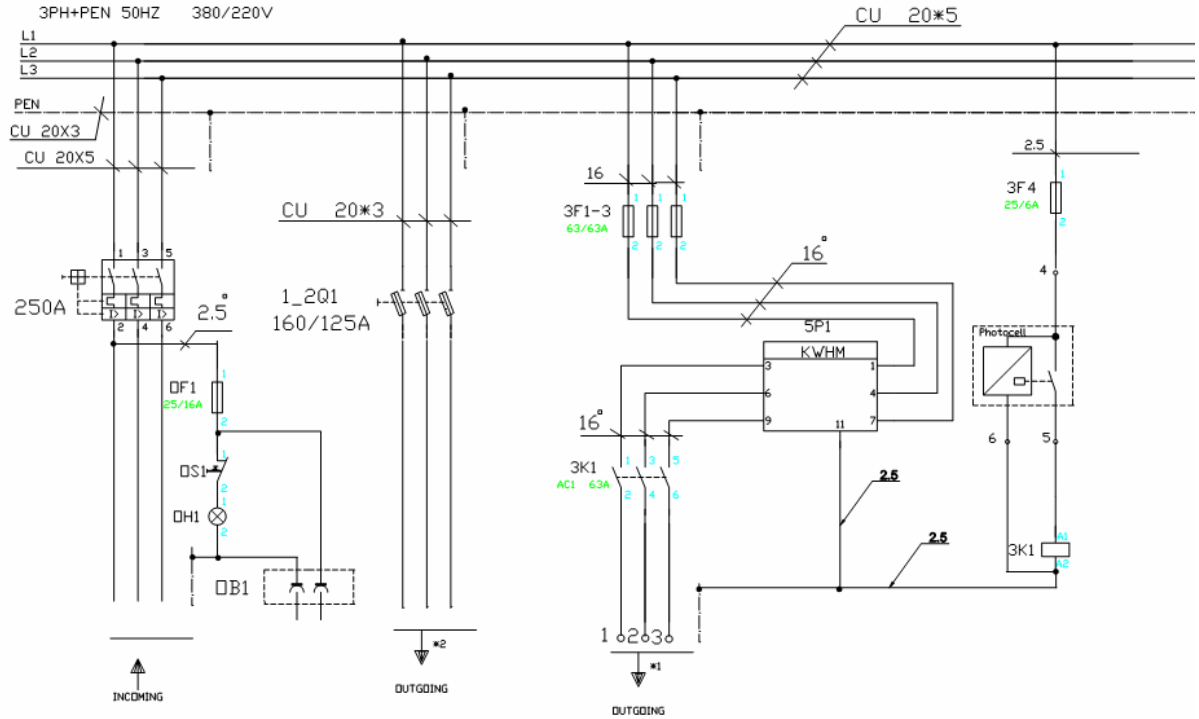 3PH+PEN 50HZ 380/220V
CU 20*5
L1
L2
L3
PEN
CU 20X3
CU 20X5
2.5
16
3F4
25/6A
1
2
3F1-3
63/63A
1
1
1
2
2
2
CU 20*3
4
16□
1
3
5
250A
2
4
6
2.5□
1_2Q1
160/125A
5P1
KWHM
3
1
6
4
9
7
11
Photocell
0F1
25/16A
1
2
6
5
16□
0S1
1
2
3K1
AC1 63A
1
3
5
2
4
6
2.5
0H1
1
2
2.5
3K1
A1
A2
0B1
1
2
3
*2
*1
INCOMING
OUTGOING
OUTGOING